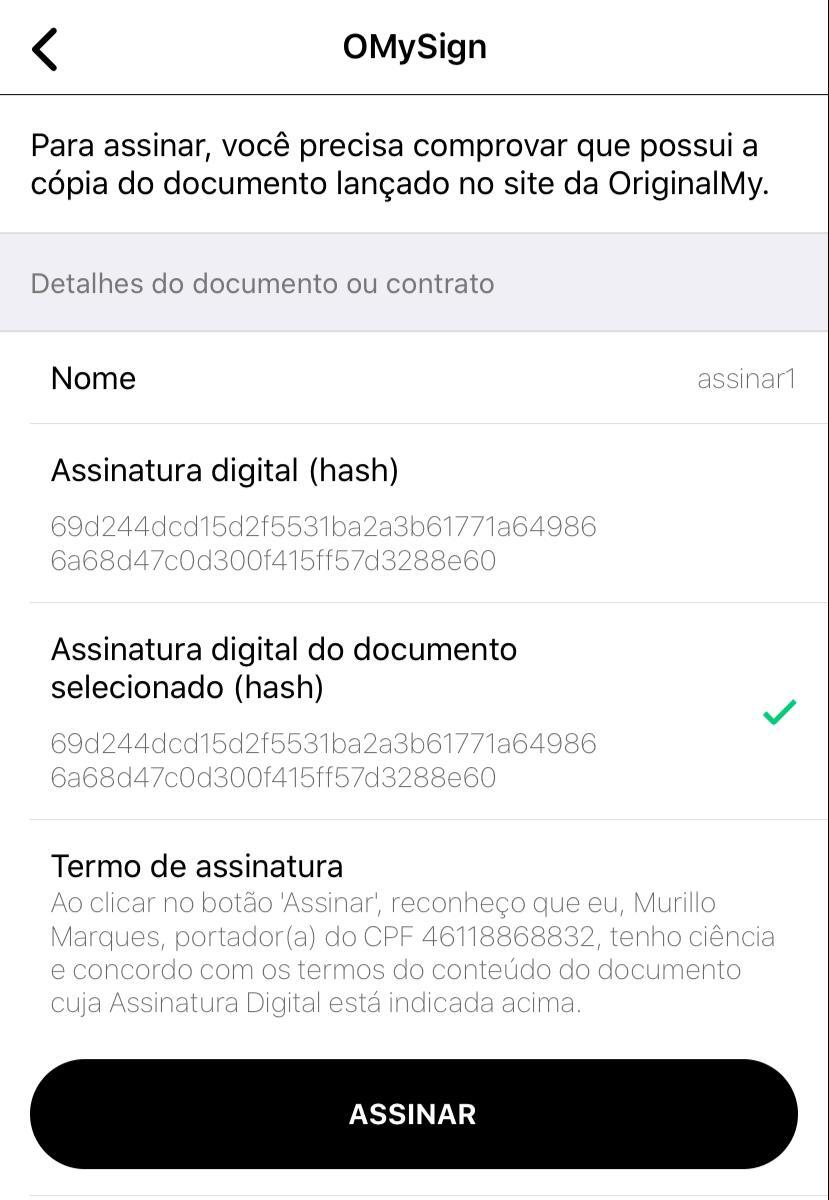 OMySign
Para assinar, você precisa comprovar que possui a
cópia do documento lançado no site da OriginalMy.
Detalhes do documento ou contrato
Nome
assinar1
Assinatura digital (hash)
69d244dcd15d2f5531ba2a3b61771a64986
6a68d47c0d300f415ff57d3288e60
Assinatura digital do documento
selecionado (hash)
69d244dcd15d2f5531ba2a3b61771a64986
6a68d47c0d300f415ff57d3288e60
Termo de assinatura
Ao clicar no botão 'Assinar', reconheço que eu, Murillo
Marques, portador(a) do CPF 46118868832, tenho ciência
e concordo com os termos do conteúdo do documento
cuja Assinatura Digital está indicada acima.
ASSINAR